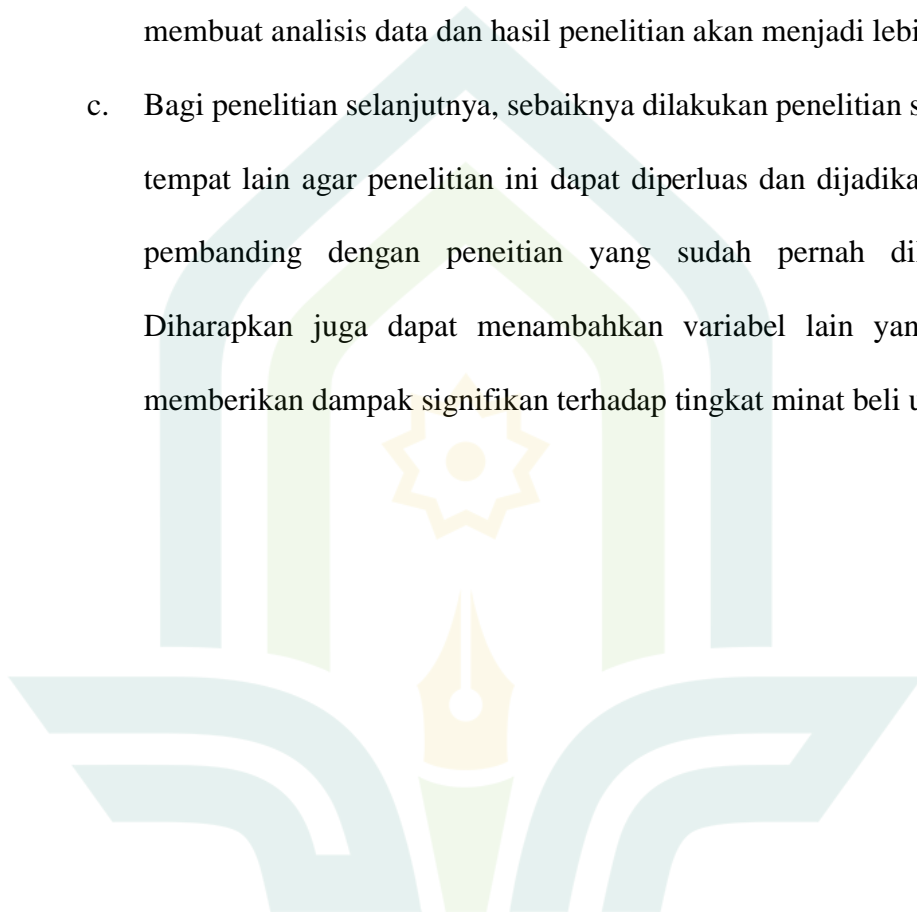 membuat analisis data dan hasil penelitian akan menjadi
c. Bagi penelitian selanjutnya, sebaiknya dilakukan penelitian
tempat lain agar penelitian ini dapat diperluas dan
pembanding dengan peneitian yang sudah pernah
Diharapkan juga dapat menambahkan variabel lain
memberikan dampak signifikan terhadap tingkat minat beli